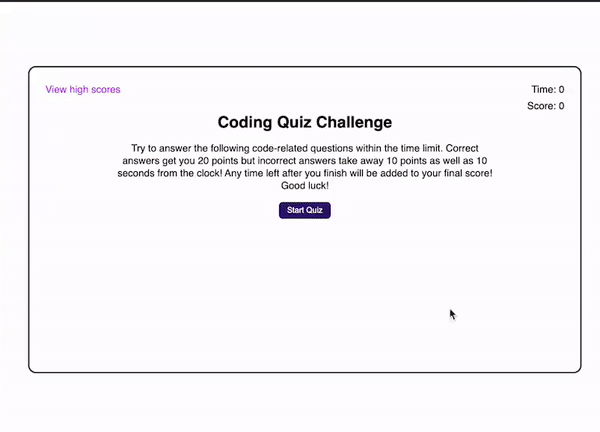 View high scores
Time: 0
Score: 0
Coding Quiz Challenge
Try to answer the following code-related questions within the time limit. Correct
answers get you 20 points but incorrect answers take away 10 points as well as 10
seconds from the clock! Any time left after you finish will be added to your final score!
Good luck!
Start Quiz